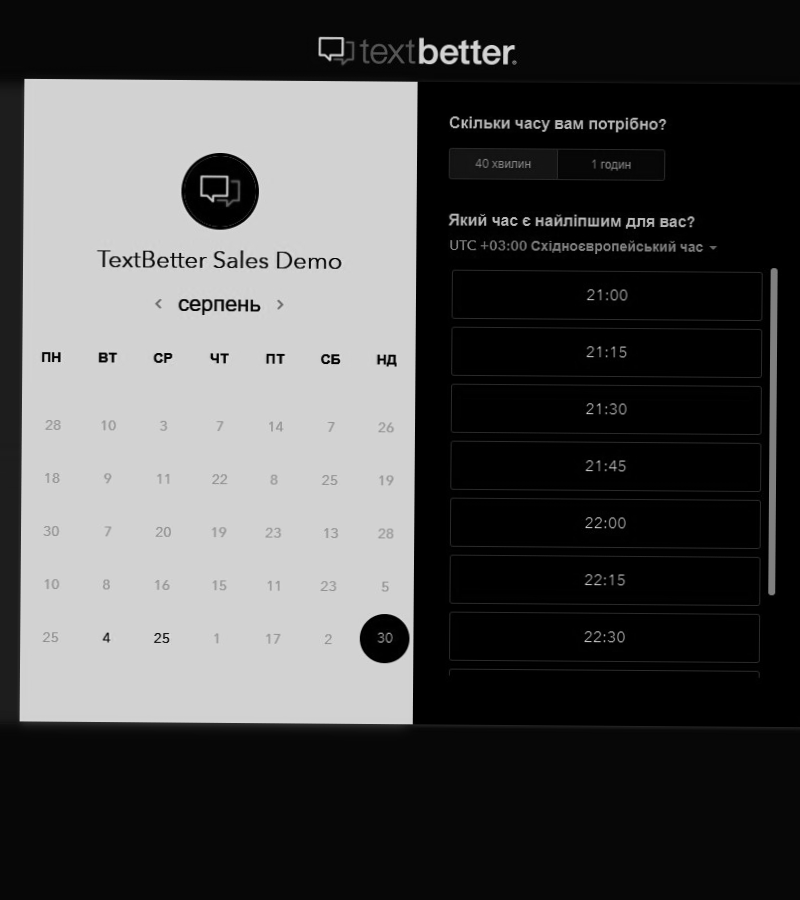 textbetter.
TextBetter Sales Demo
серпень
ПН ВТ СР ЧТ ПТ СБ НД
28 10 3 7 14 7 26
18 9 11 22 8 25 19
30 7 20 19 23 13 28
10 8 16 15 11 23 5
25 4 25 1 17 2 30
Скільки часу вам потрібно?
40 хвилин 1 годин
Який час є найліпшим для вас?
UTC +03:00 Східноєвропейський час
21:00
21:15
21:30
21:45
22:00
22:15
22:30